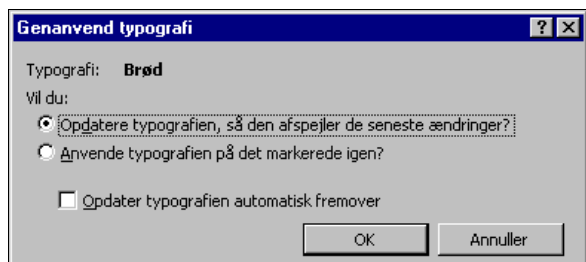 Genanvend typografi
Typografi: Brød
Vil du:
Opdatere typografien, så den afspejler de seneste ændringer?
Anvende typografien på det markerede igen?
Opdater typografien automatisk fremover
OK Annuller